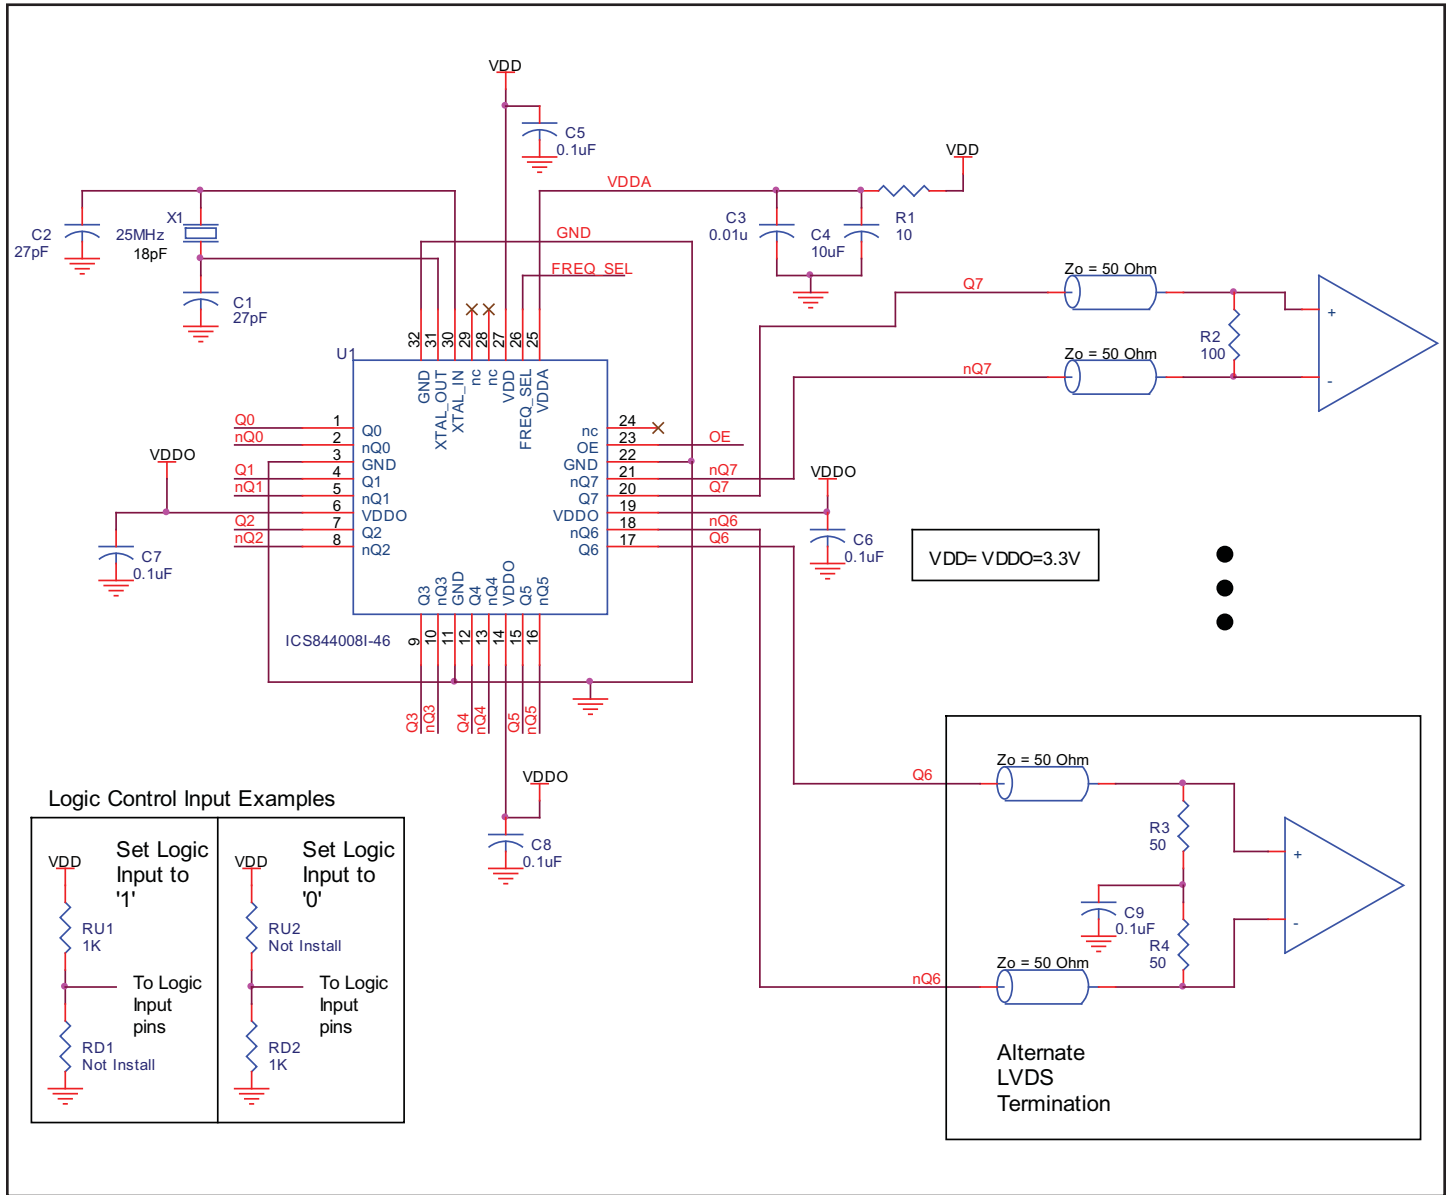 VDD
C5
0.1uF
VDD
VDDA
X1
25MHz
18pF
C2
27pF
C1
27pF
GND
FREQ_SEL
C3
0.01u
C4
10uF
R1
10
Q7
Zo = 50 Ohm
R2
100
nQ7
Zo = 50 Ohm
+
-
U1
32 31 30 29 28 27 26 25
GND XTAL_OUT XTAL_IN nc nc VDD FREQ_SEL VDDA
Q0 1 Q0
nQ0 2 nQ0
3 GND
Q1 4 Q1
nQ1 5 nQ1
6 VDDO
Q2 7 Q2
nQ2 8 nQ2
VDDO
C7
0.1uF
nc 24
OE 23 OE
GND 22
nQ7 21 nQ7
Q7 20 Q7
VDDO 19
nQ6 18 nQ6
Q6 17 Q6
VDDO
C6
0.1uF
VDD= VDDO=3.3V
Q3 nQ3 GND Q4 nQ4 VDDO Q5 nQ5
9 10 11 12 13 14 15 16
ICS844008I-46
Q3 nQ3 Q4 nQ4 Q5 nQ5
VDDO
C8
0.1uF
Logic Control Input Examples
VDD
Set Logic
Input to
'1'
RU1
1K
To Logic
Input
pins
RD1
Not Install
VDD
Set Logic
Input to
'0'
RU2
Not Install
To Logic
Input
pins
RD2
1K
Q6
Zo = 50 Ohm
R3
50
C9
0.1uF
R4
50
nQ6
Zo = 50 Ohm
+
-
Alternate
LVDS
Termination